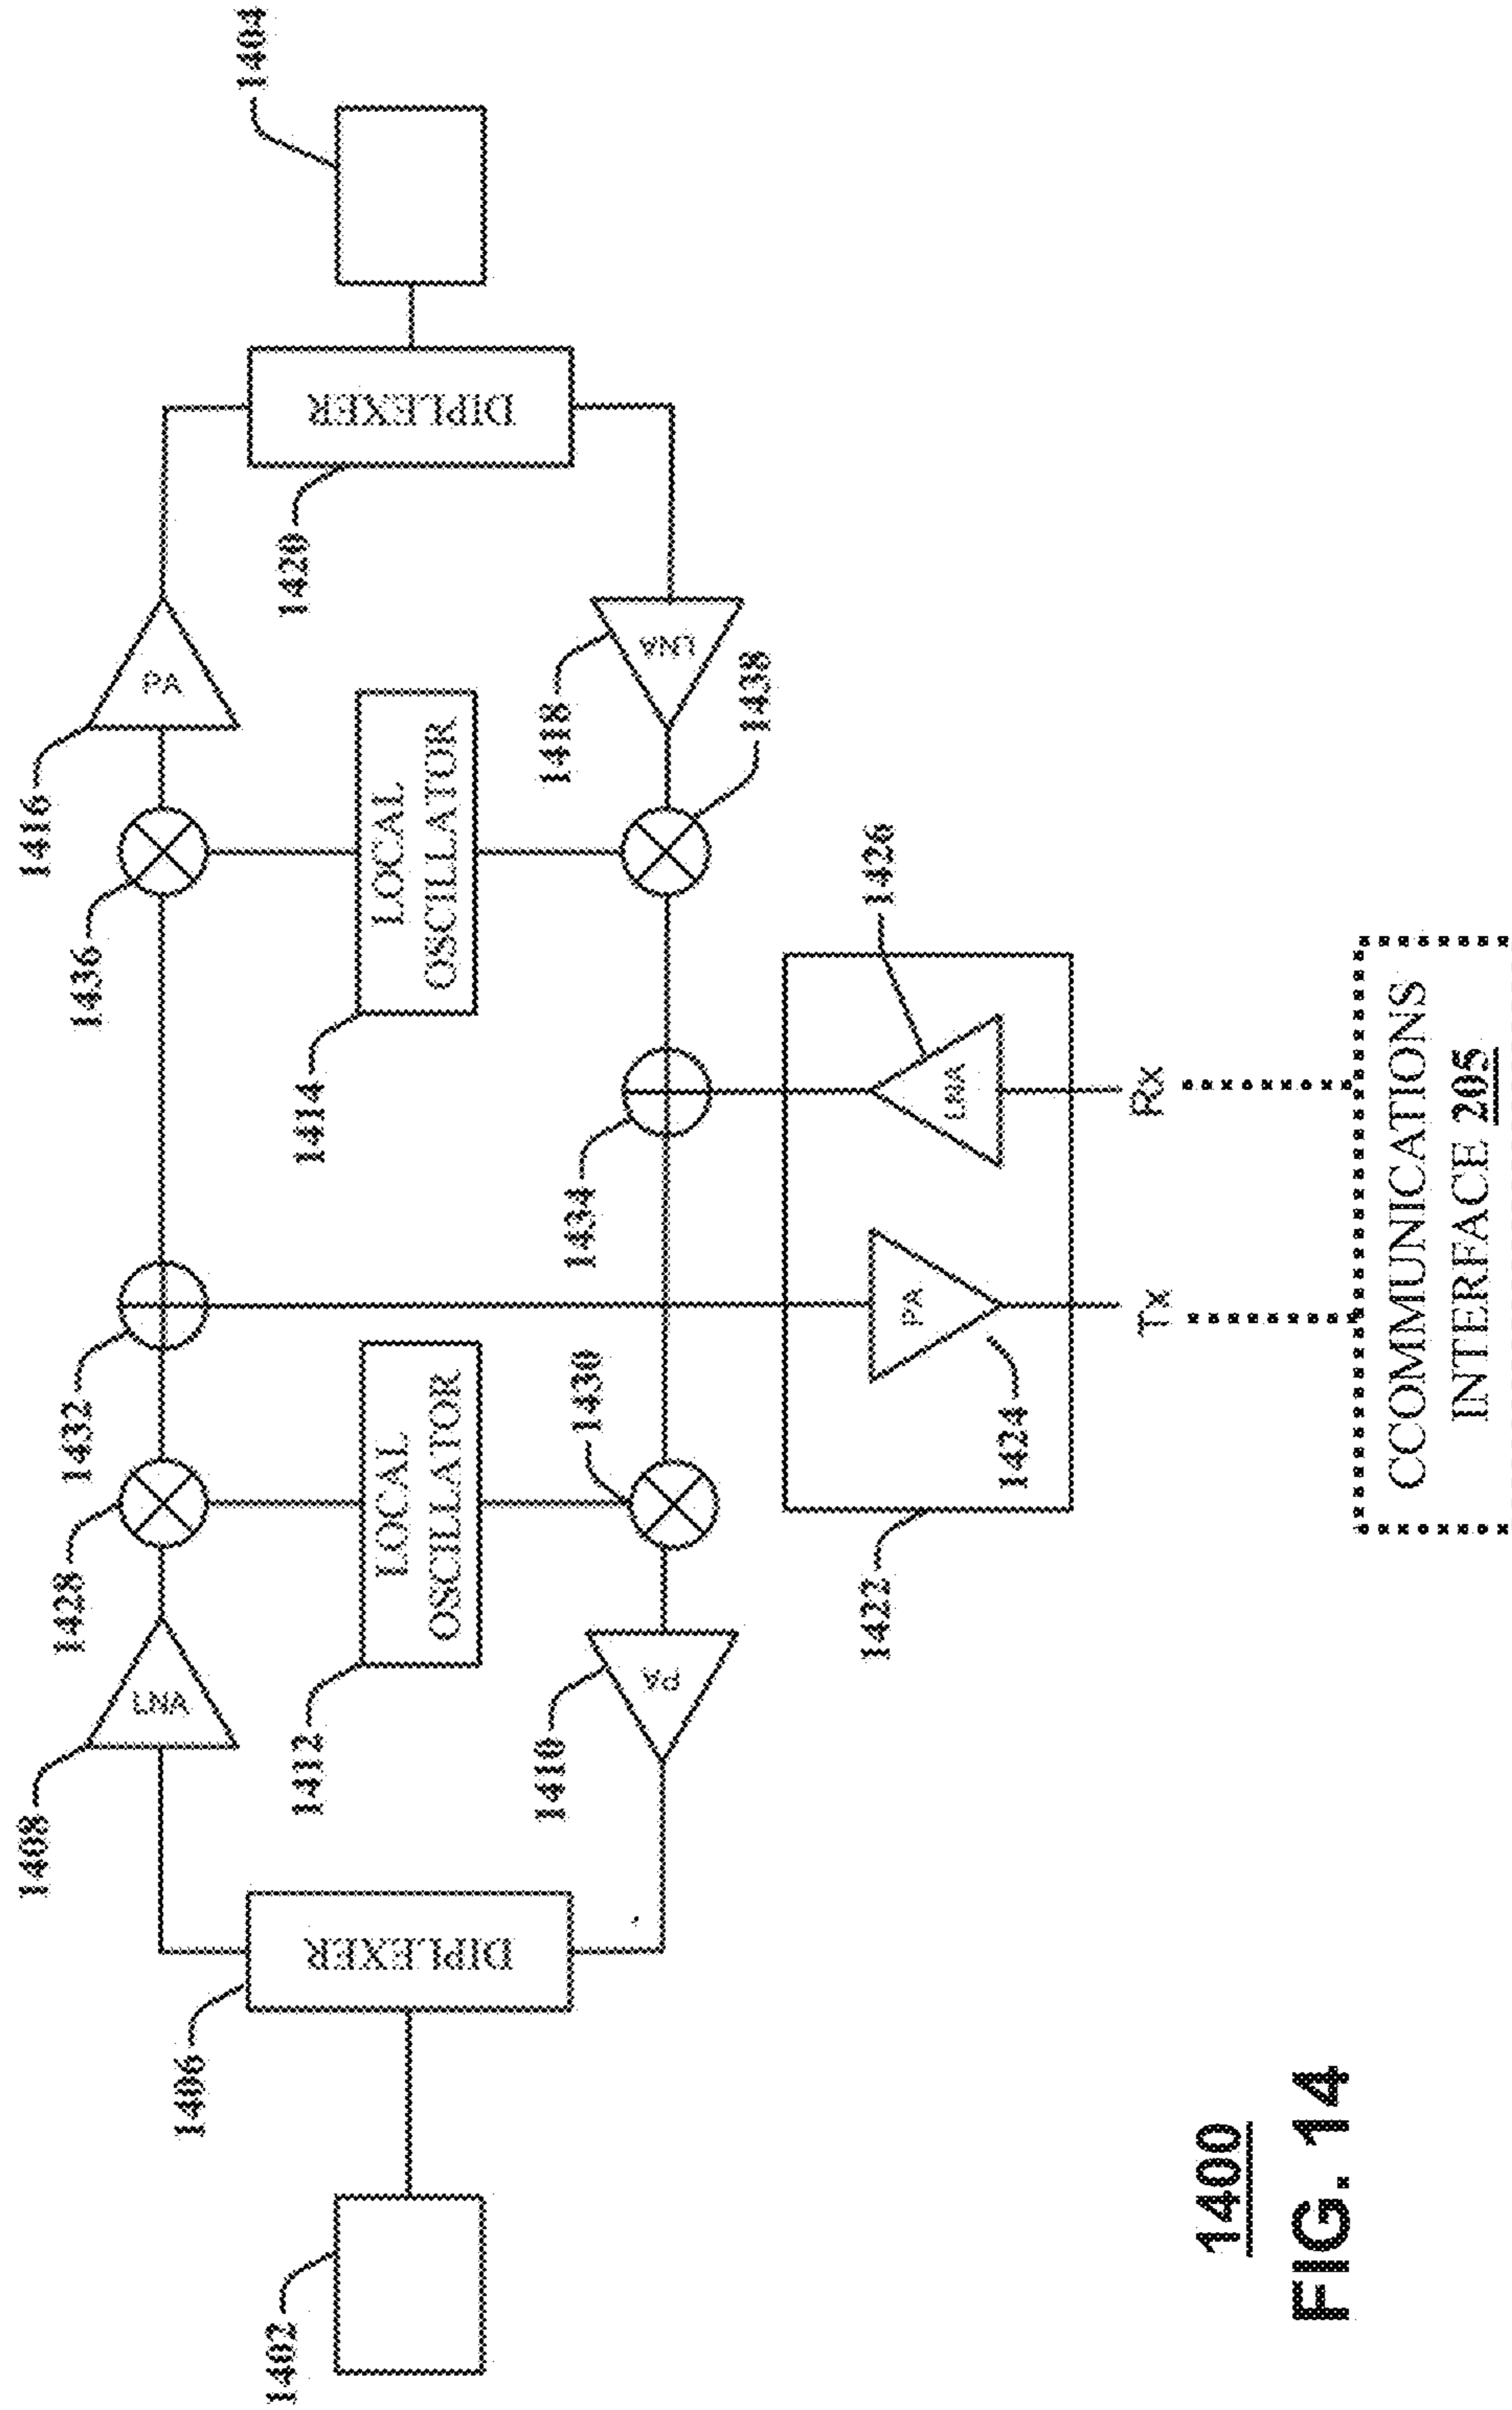 1404
1416
DIPLEXER
1420
PA
1436
LNA
1418
1438
LOCAL
OSCILLATOR
1414
1426
1434
LNA
Rx
1432
PA
Tx
1424
CCOMMUNICATIONS
INTERFACE 205
1428
LOCAL
OSCILLATOR
1430
1412
1422
LNA
1408
PA
1410
DIPLEXER
1406
1402
1400
FIG. 14